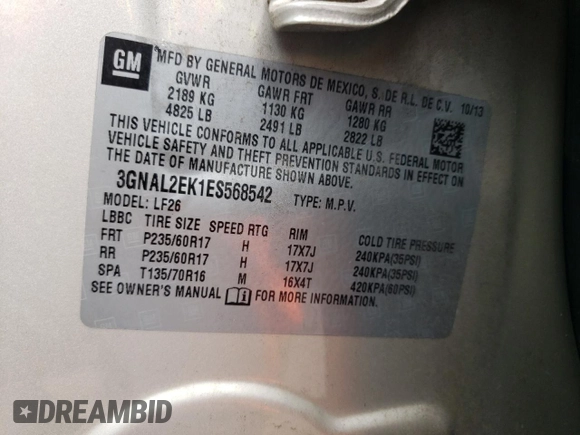 GM
MFD BY GENERAL MOTORS DE MEXICO, S. DE R.L. DE C.V. 10/13
GVWR GAWR FRT GAWR RR
2189 KG 1130 KG 1280 KG
4825 LB 2491 LB 2822 LB
THIS VEHICLE CONFORMS TO ALL APPLICABLE U.S. FEDERAL MOTOR
VEHICLE SAFETY AND THEFT PREVENTION STANDARDS IN EFFECT ON
THE DATE OF MANUFACTURE SHOWN ABOVE.
3GNAL2EK1ES568542 TYPE: M.P.V.
MODEL: LF26
LBBC TIRE SIZE SPEED RTG RIM COLD TIRE PRESSURE
FRT P235/60R17 H 17X7J 240KPA(35PSI)
RR P235/60R17 H 17X7J 240KPA(35PSI)
SPA T135/70R16 M 16X4T 420KPA(60PSI)
SEE OWNER'S MANUAL FOR MORE INFORMATION.
DREAMBID